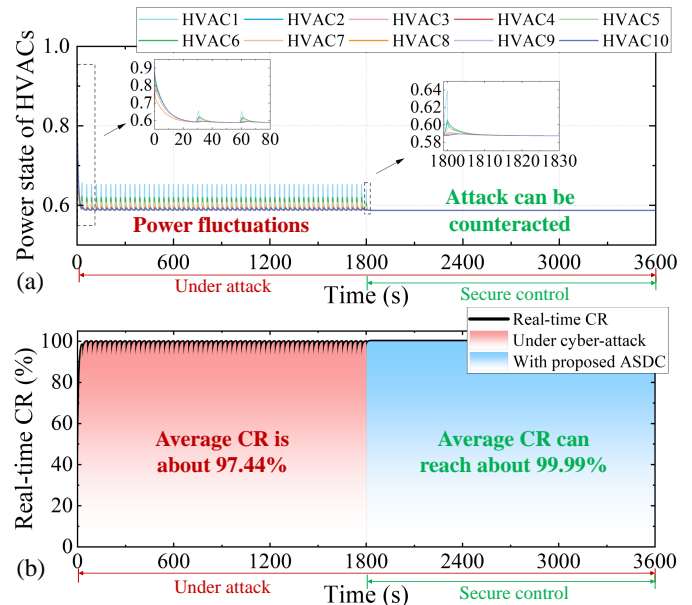 HVAC1 HVAC2 HVAC3 HVAC4 HVAC5
HVAC6 HVAC7 HVAC8 HVAC9 HVAC10
Power state of HVACs
1.0
0.8
0.6
0.9
0.8
0.7
0.6
0 20 40 60 80
0.64
0.62
0.60
0.58
1800 1810 1820 1830
Power fluctuations
Attack can be
counteracted
0 600 1200 1800 2400 3000 3600
(a)
Under attack
Time (s)
Secure control
Real-time CR (%)
100
80
60
40
20
0
Real-time CR
Under cyber-attack
With proposed ASDC
Average CR is
about 97.44%
Average CR can
reach about 99.99%
0 600 1200 1800 2400 3000 3600
(b)
Under attack
Time (s)
Secure control